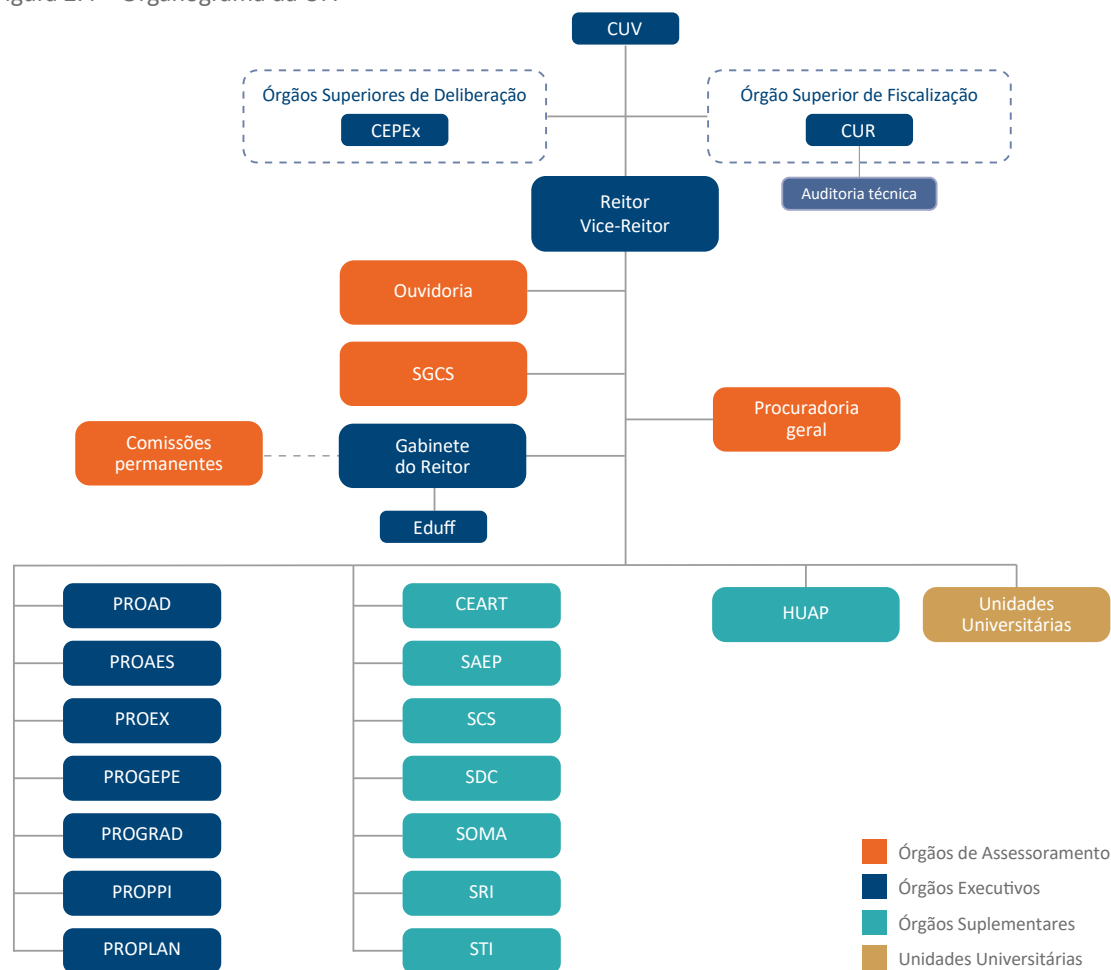 CUV
Órgãos Superiores de Deliberação
CEPEx
Órgão Superior de Fiscalização
CUR
Auditoria técnica
Reitor
Vice-Reitor
Ouvidoria
SGCS
Procuradoria
geral
Comissões
permanentes
Gabinete
do Reitor
Eduff
PROAD
PROAES
PROEX
PROGEPE
PROGRAD
PROPPI
PROPLAN
CEART
SAEP
SCS
SDC
SOMA
SRI
STI
HUAP
Unidades
Universitárias
Órgãos de Assessoramento
Órgãos Executivos
Órgãos Suplementares
Unidades Universitárias